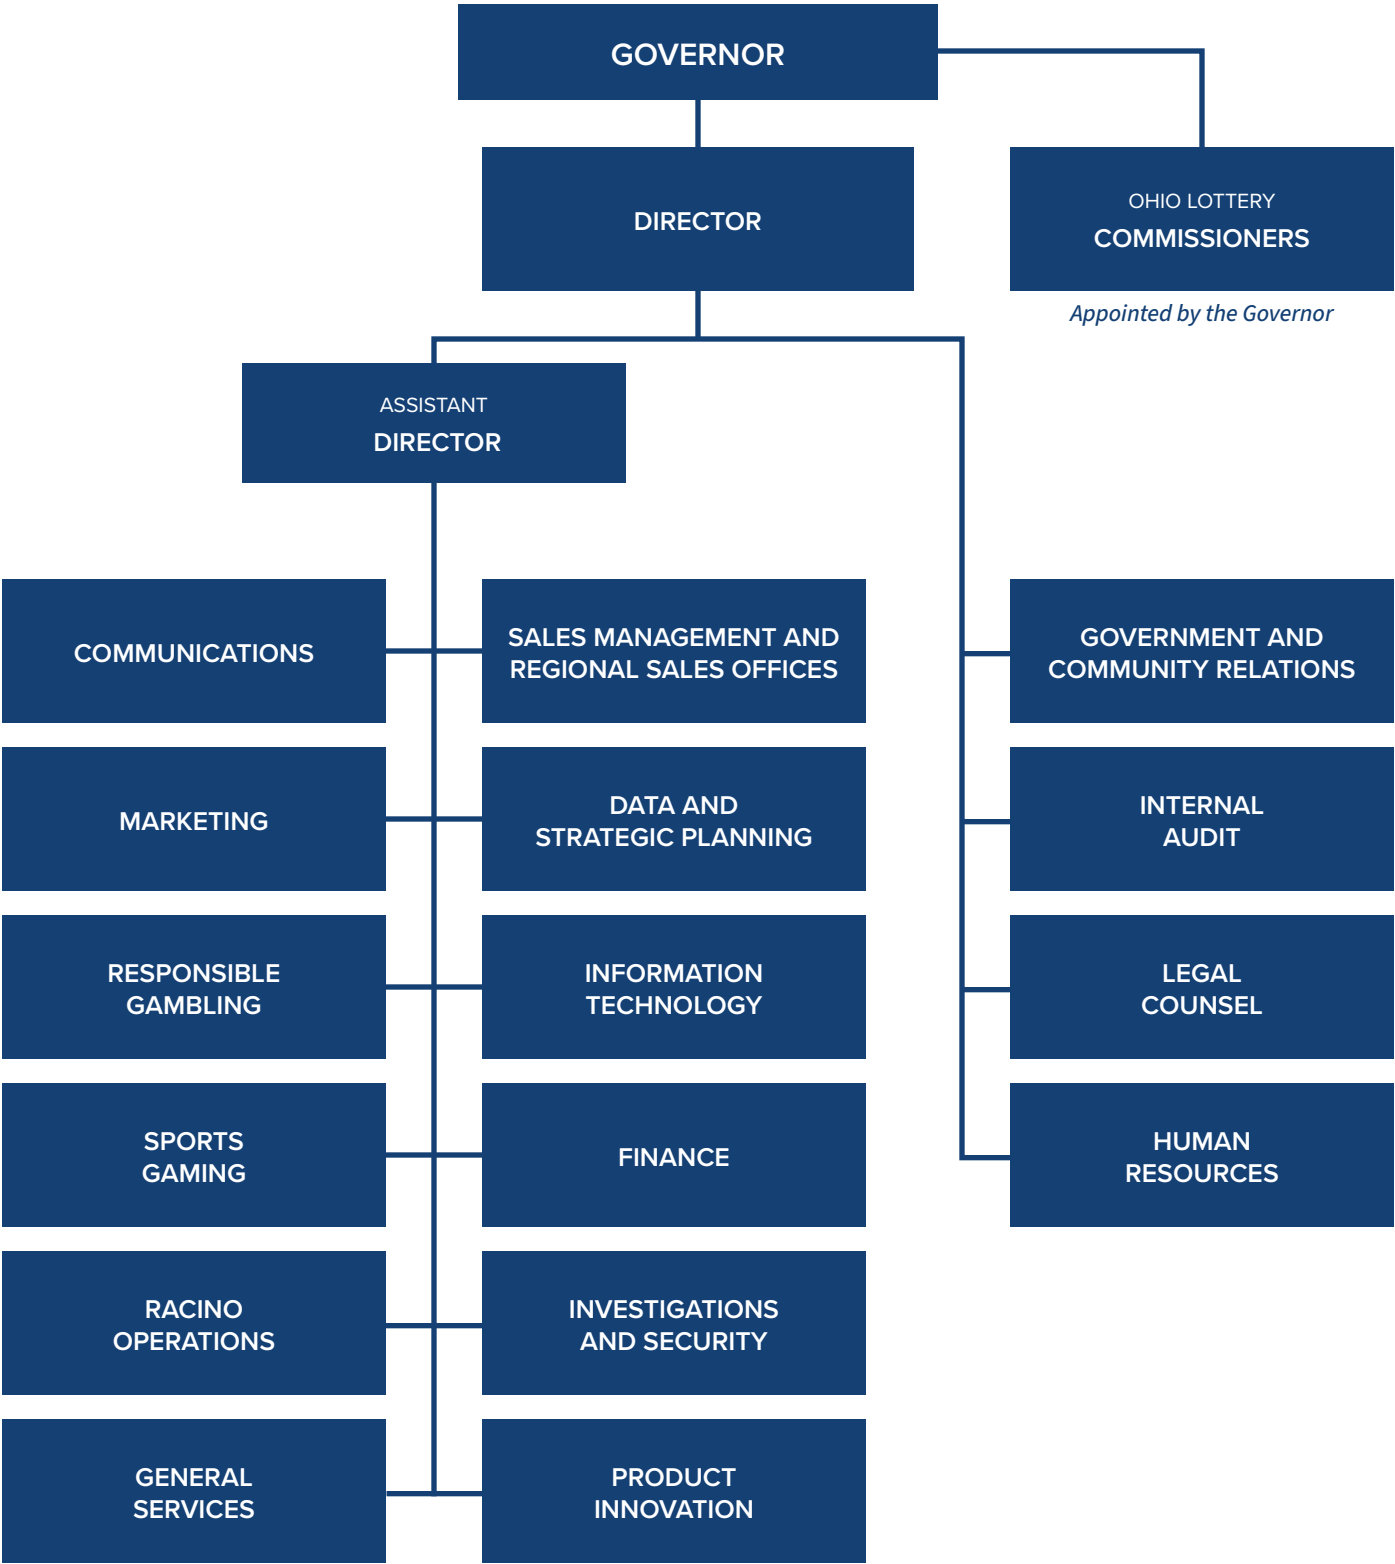 GOVERNOR
DIRECTOR
OHIO LOTTERY
COMMISSIONERS
Appointed by the Governor
ASSISTANT
DIRECTOR
COMMUNICATIONS
SALES MANAGEMENT AND
REGIONAL SALES OFFICES
GOVERNMENT AND
COMMUNITY RELATIONS
MARKETING
DATA AND
STRATEGIC PLANNING
INTERNAL
AUDIT
RESPONSIBLE
GAMBLING
INFORMATION
TECHNOLOGY
LEGAL
COUNSEL
SPORTS
GAMING
FINANCE
HUMAN
RESOURCES
RACINO
OPERATIONS
INVESTIGATIONS
AND SECURITY
GENERAL
SERVICES
PRODUCT
INNOVATION